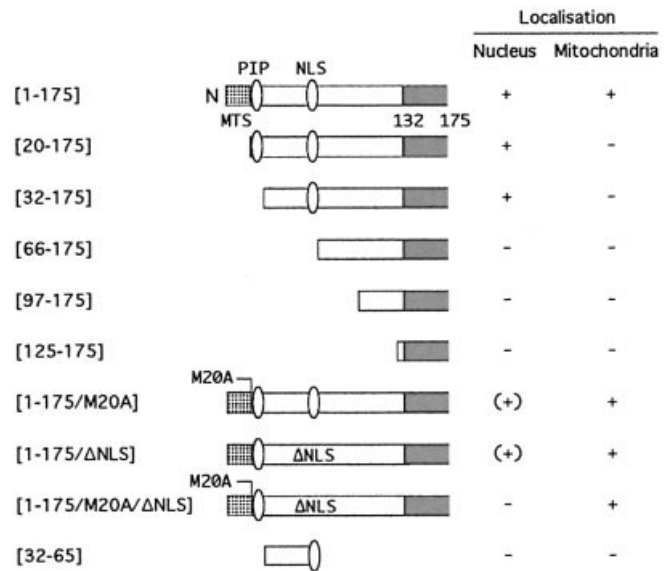 Localisation
Nucleus Mitochondria
PIP NLS
[1-175] N + +
MTS 132 175
[20-175] + -
[32-175] + -
[66-175] - -
[97-175] - -
[125-175] - -
M20A
[1-175/M20A] (+) +
[1-175/ΔNLS] ΔNLS (+) +
M20A
[1-175/M20A/ΔNLS] ΔNLS - +
[32-65] - -